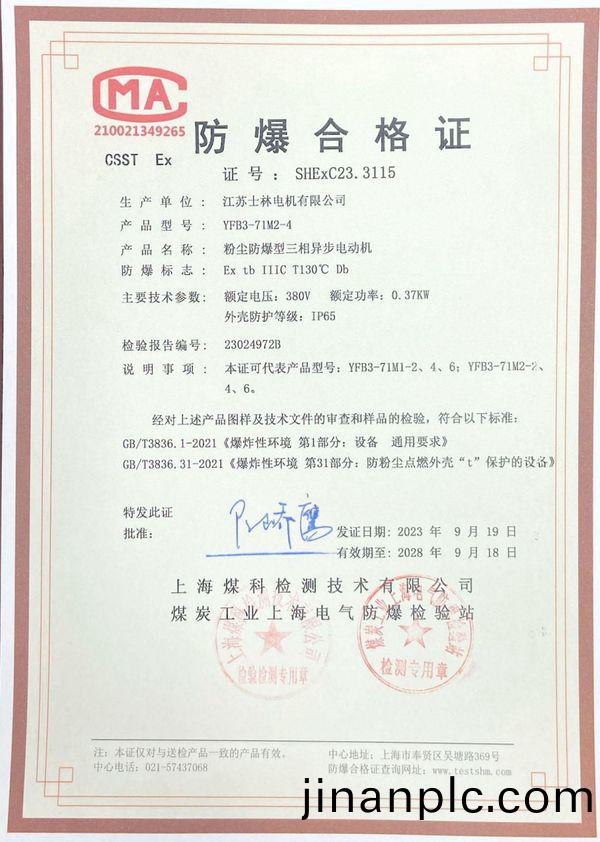 MA
210021349265
CSST Ex
防爆合格证
证号：SHExC23.3115
生产单位：江苏士林电机有限公司
产品型号：YFB3-71M2-4
产品名称：粉尘防爆型三相异步电动机
防爆标志：Ex tb IIIC T130℃ Db
主要技术参数：额定电压：380V 额定功率：0.37KW
外壳防护等级：IP65
检验报告编号：23024972B
说明事项：本证可代表产品型号：YFB3-71M1-2、4、6；YFB3-71M2-2、
4、6。
经对上述产品图样及技术文件的审查和样品的检验，符合以下标准：
GB/T3836.1-2021《爆炸性环境 第1部分：设备 通用要求》
GB/T3836.31-2021《爆炸性环境 第31部分：防粉尘点燃外壳“t”保护的设备》
特发此证
批准：
发证日期：2023 年 9 月 19 日
有效期至：2028 年 9 月 18 日
上海煤科检测技术有限公司
煤炭工业上海电气防爆检验站
检验检测专用章
检测专用章
注：本证仅对与送检产品一致的产品有效。
中心电话：021-57437068
中心地址：上海市奉贤区吴塘路369号
防爆合格证查询网址：www.testshm.com
jinanplc.com